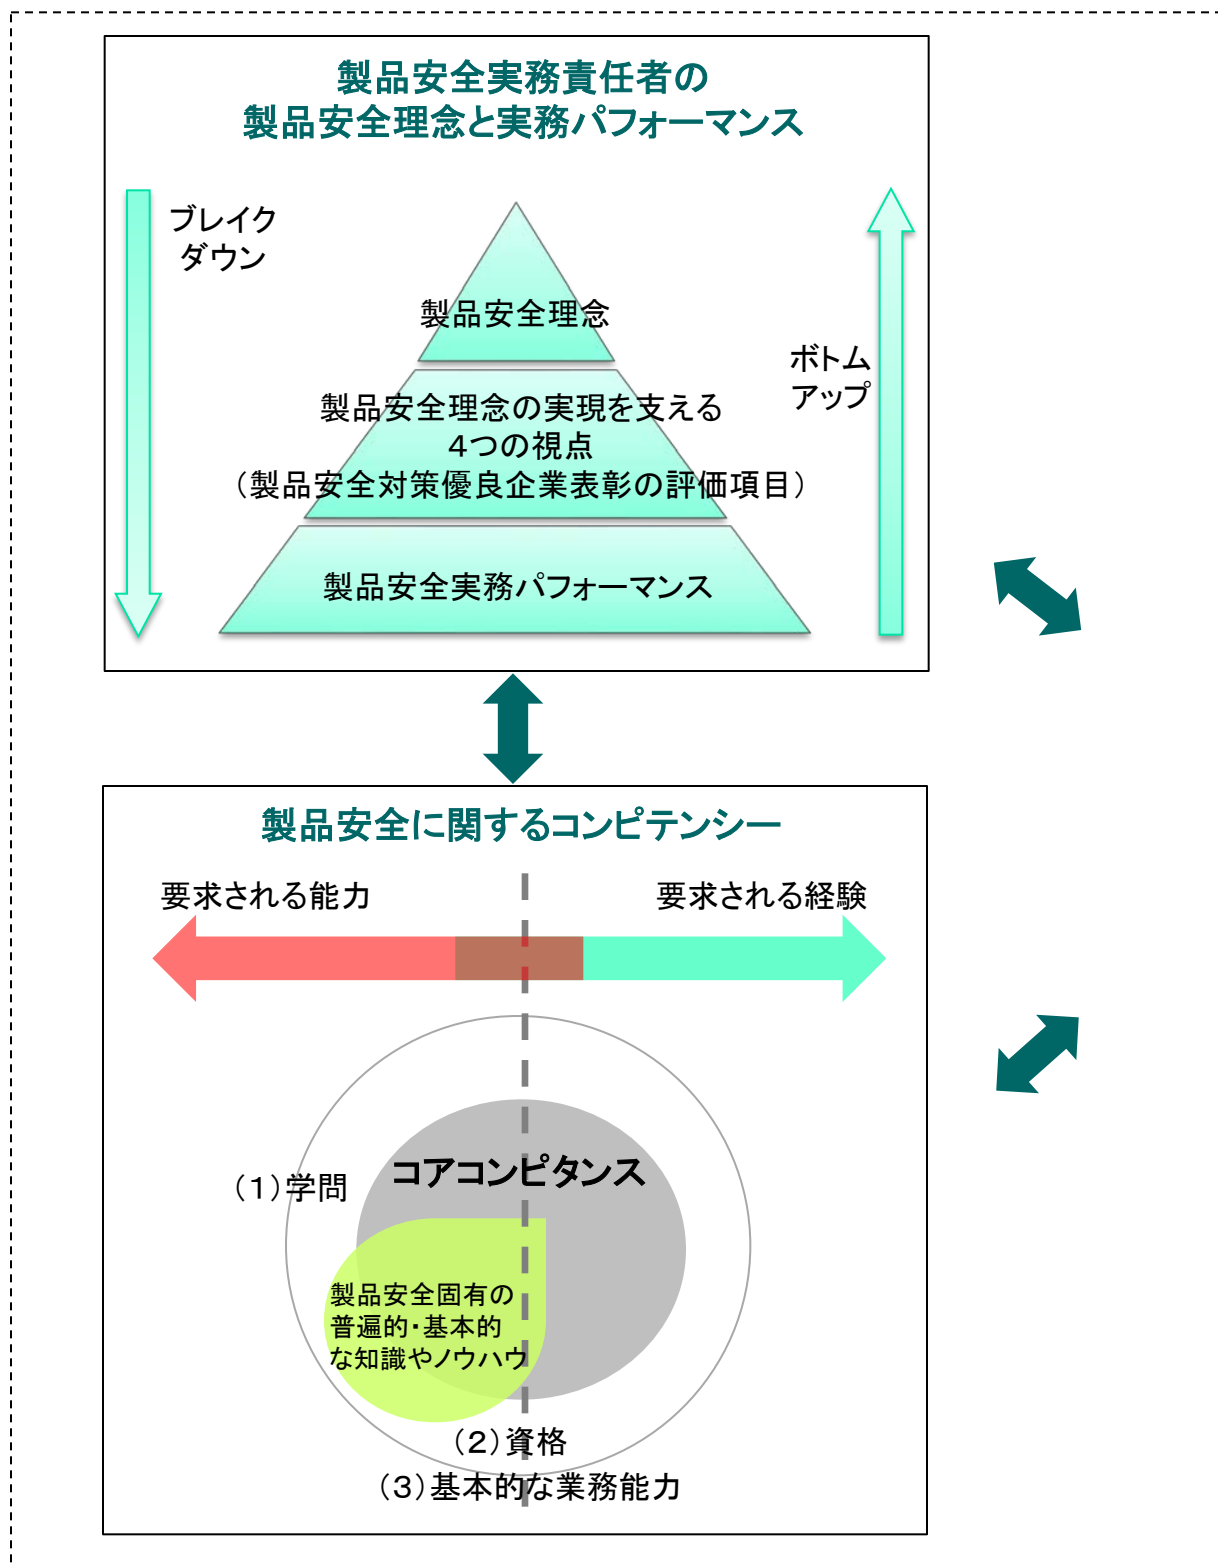 製品安全実務責任者の
製品安全理念と実務パフォーマンス
ブレイク
ダウン
製品安全理念
ボトム
アップ
製品安全理念の実現を支える
4つの視点
（製品安全対策優良企業表彰の評価項目）
製品安全実務パフォーマンス
製品安全に関するコンピテンシー
要求される能力
要求される経験
コアコンピタンス
（1）学問
製品安全固有の
普遍的・基本的
な知識やノウハウ
（2）資格
（3）基本的な業務能力